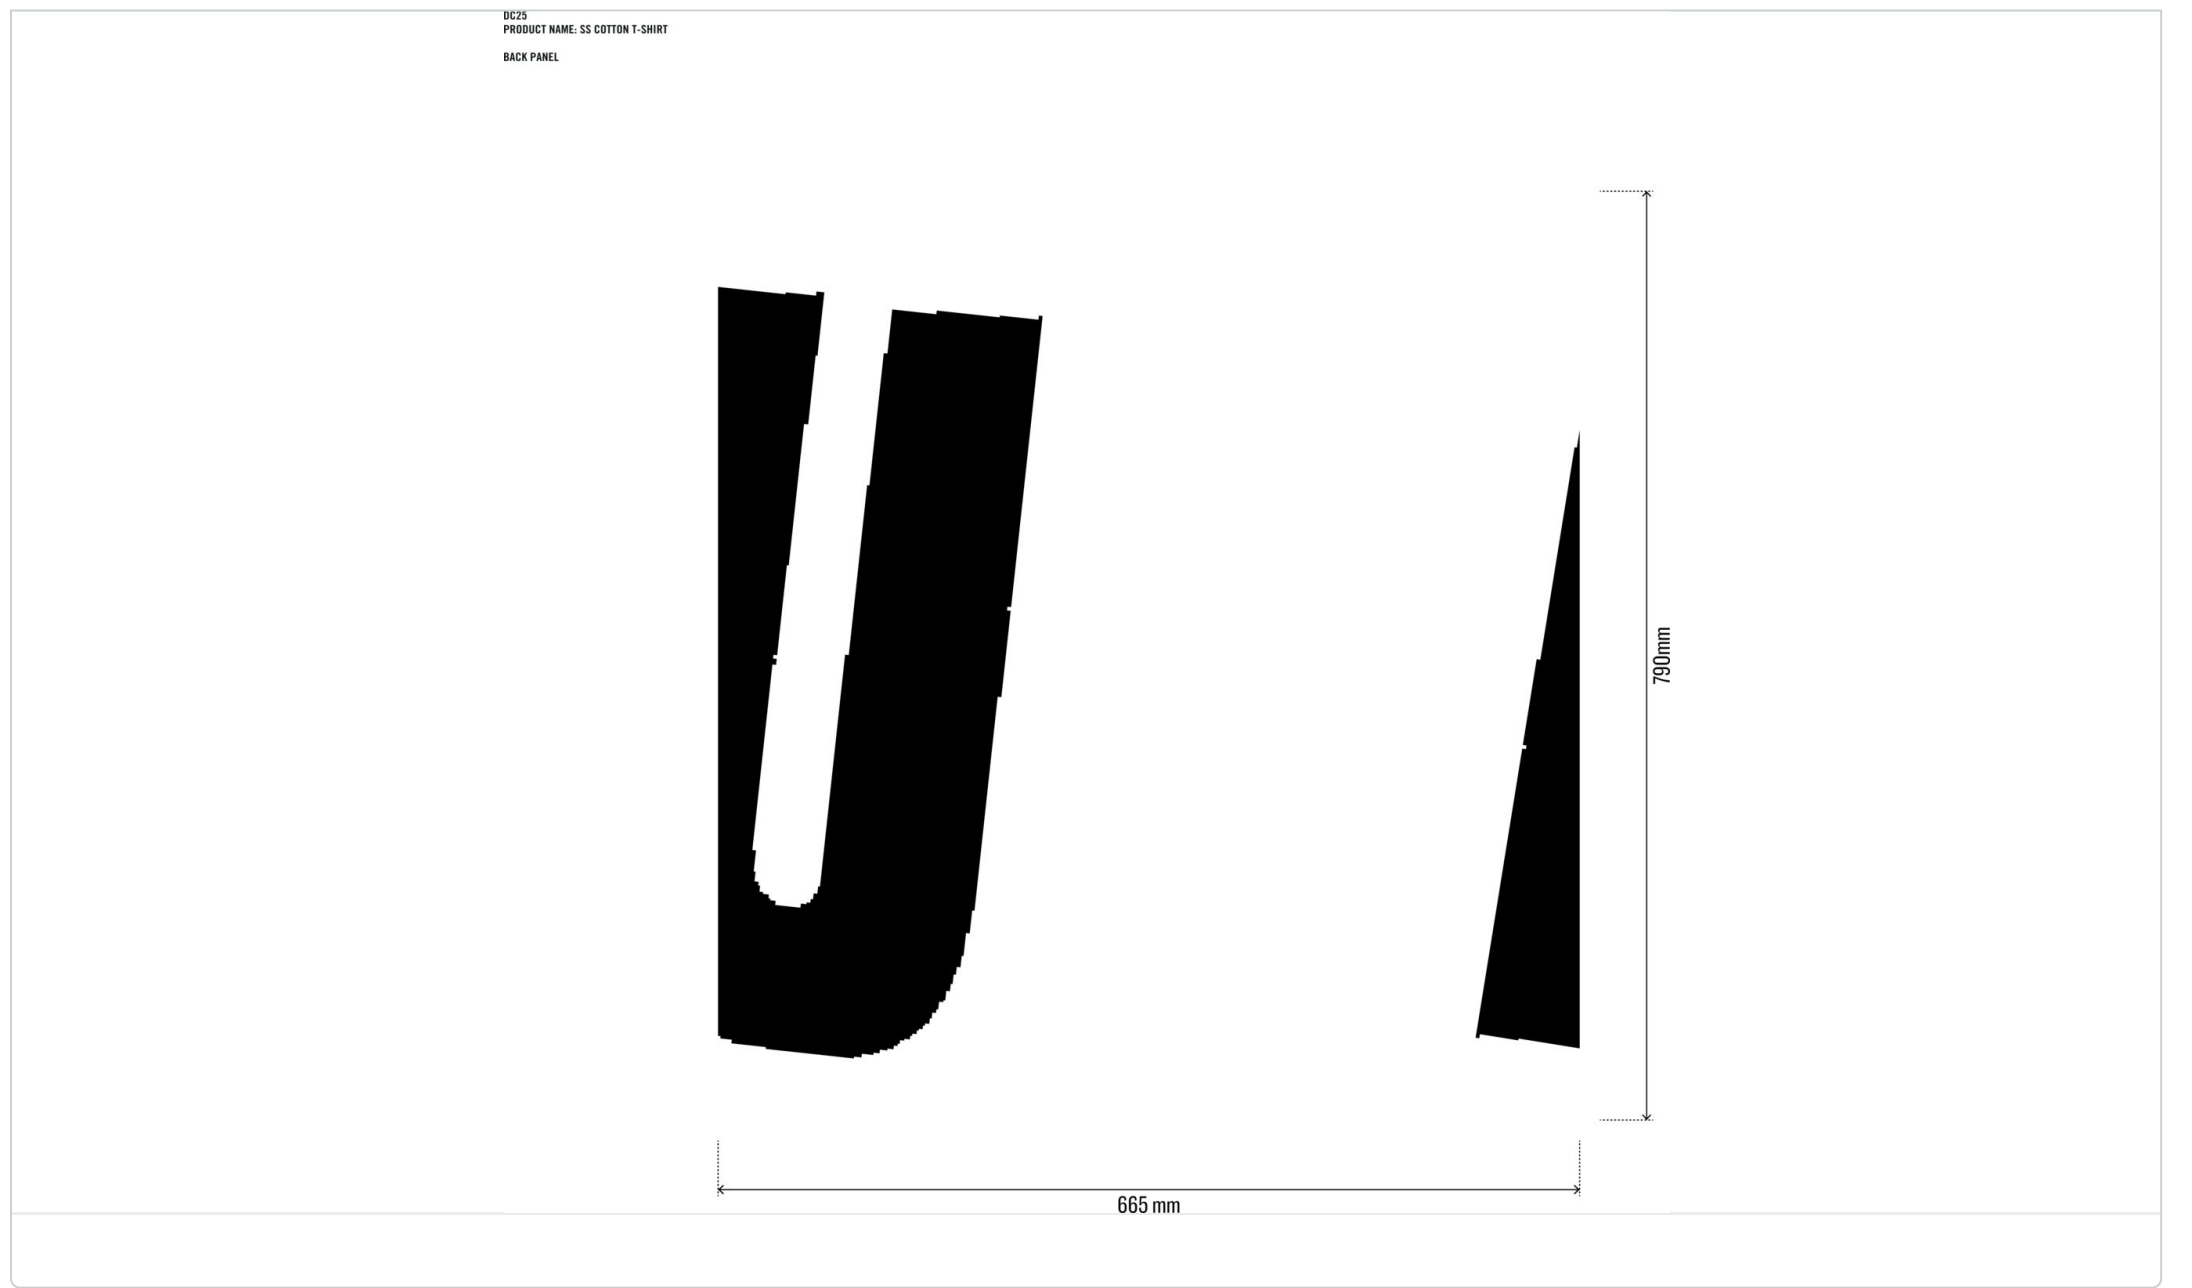 DC25
PRODUCT NAME: SS COTTON T-SHIRT
BACK PANEL
U
790mm
665 mm